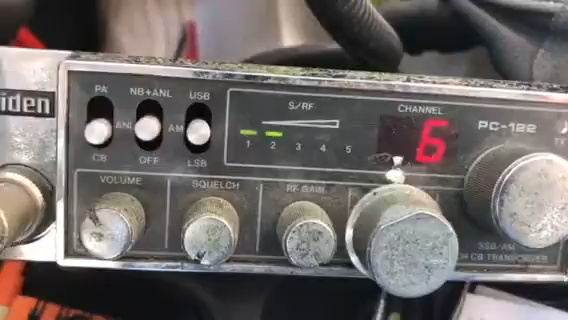 iden
PA
NB+ANL
USB
ANL
AM
CB
OFF
LSB
S/RF
1 2 3 4 5
CHANNEL
6
PC-122
VOLUME
SQUELCH
RF GAIN
SSB/AM
CH CB TRANSCEIVER